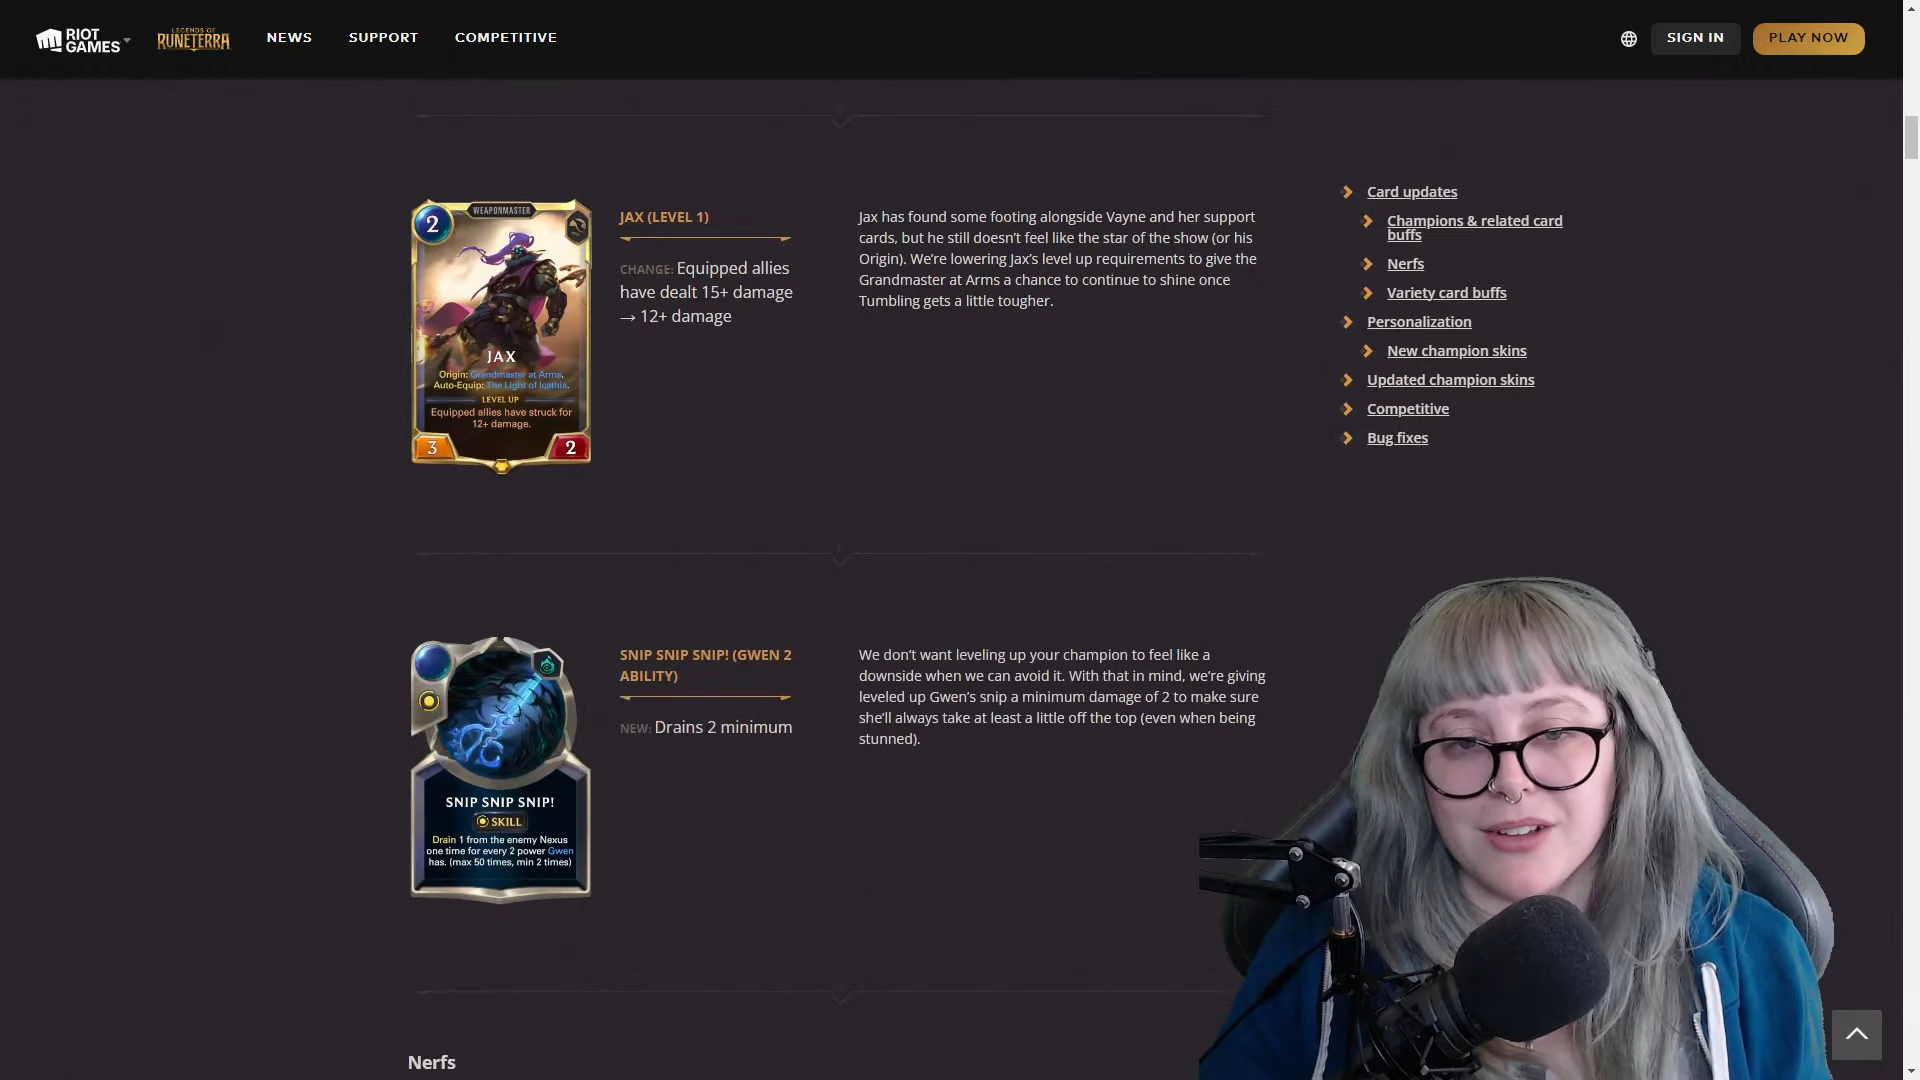 RIOT
GAMES
LEGENDS OF
RUNETERRA
NEWS
SUPPORT
COMPETITIVE
SIGN IN
PLAY NOW
2
WEAPONMASTER
JAX
Origin: Grandmaster at Arms.
Auto-Equip: The Light of Icathia.
LEVEL UP
Equipped allies have struck for
12+ damage.
3
2
JAX (LEVEL 1)
CHANGE: Equipped allies
have dealt 15+ damage
→ 12+ damage
Jax has found some footing alongside Vayne and her support
cards, but he still doesn’t feel like the star of the show (or his
Origin). We’re lowering Jax’s level up requirements to give the
Grandmaster at Arms a chance to continue to shine once
Tumbling gets a little tougher.
Card updates
Champions & related card
buffs
Nerfs
Variety card buffs
Personalization
New champion skins
Updated champion skins
Competitive
Bug fixes
SNIP SNIP SNIP!
SKILL
Drain 1 from the enemy Nexus
one time for every 2 power Gwen
has. (max 50 times, min 2 times)
SNIP SNIP SNIP! (GWEN 2
ABILITY)
NEW: Drains 2 minimum
We don’t want leveling up your champion to feel like a
downside when we can avoid it. With that in mind, we’re giving
leveled up Gwen’s snip a minimum damage of 2 to make sure
she’ll always take at least a little off the top (even when being
stunned).
Nerfs